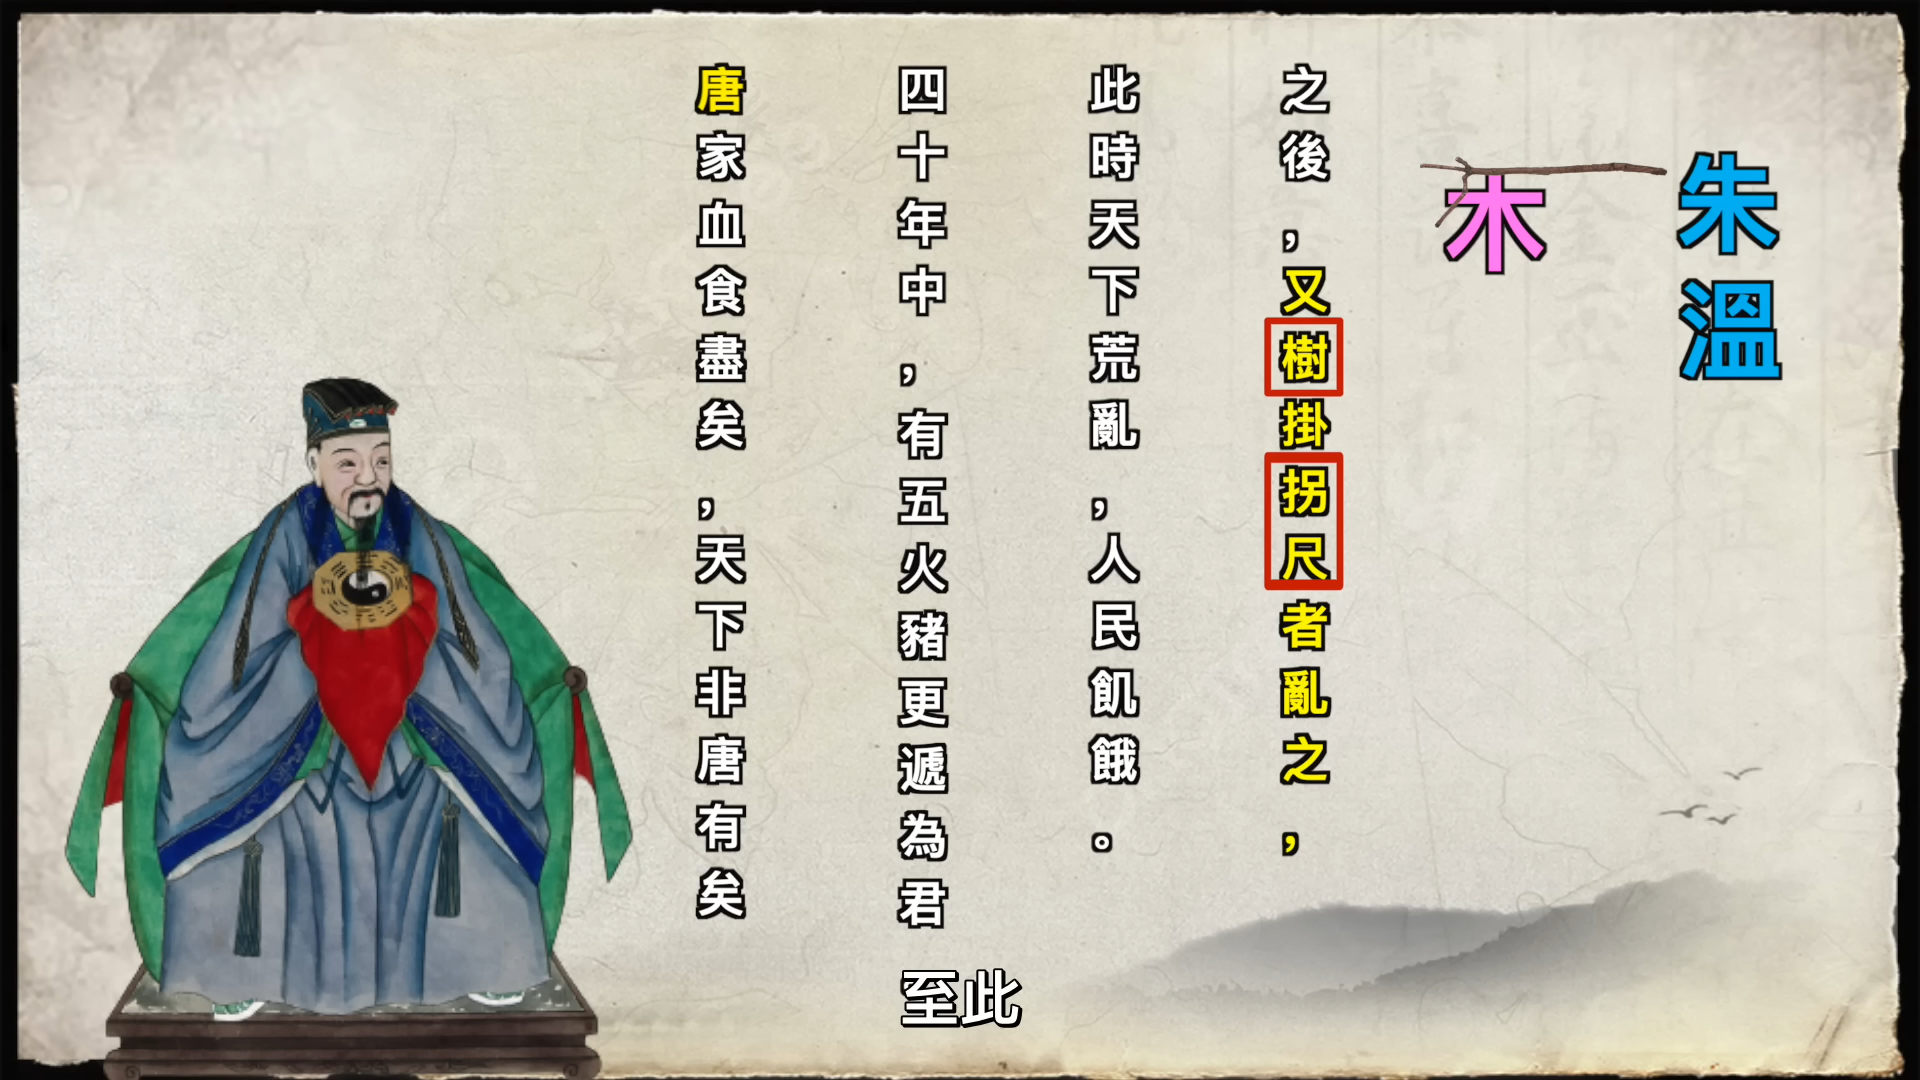 朱溫
木
之後，又樹掛拐尺者亂之，
此時天下荒亂，人民飢餓。
四十年中，有五火豬更遞為君
唐家血食盡矣，天下非唐有矣
至此